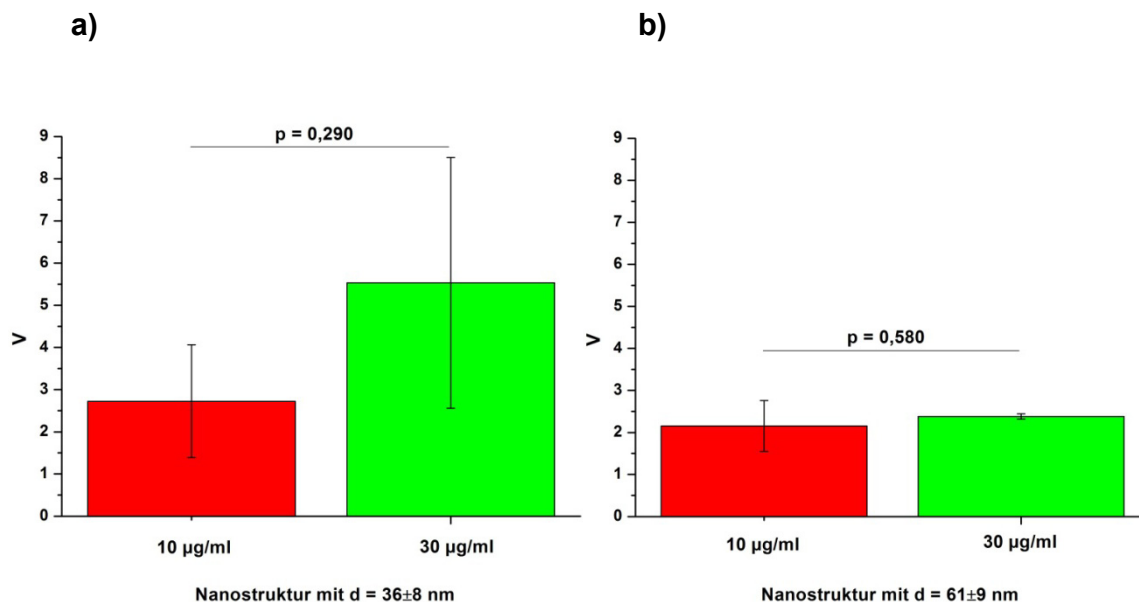 a)
p = 0,290
9
8
7
6
5
4
3
2
1
0
V
10 µg/ml
30 µg/ml
Nanostruktur mit d = 36±8 nm
b)
p = 0,580
9
8
7
6
5
4
3
2
1
0
V
10 µg/ml
30 µg/ml
Nanostruktur mit d = 61±9 nm